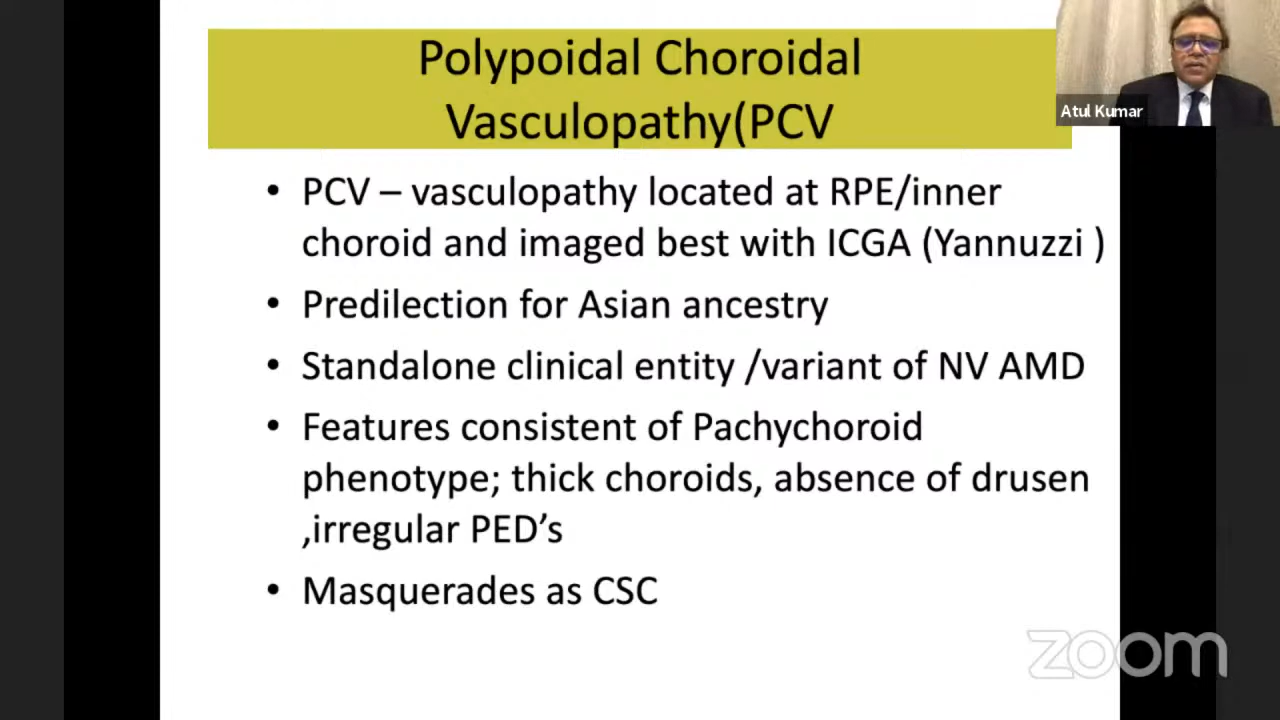 Polypoidal Choroidal
Vasculopathy(PCV
Atul Kumar
• PCV – vasculopathy located at RPE/inner
choroid and imaged best with ICGA (Yannuzzi )
• Predilection for Asian ancestry
• Standalone clinical entity /variant of NV AMD
• Features consistent of Pachychoroid
phenotype; thick choroids, absence of drusen
,irregular PED’s
• Masquerades as CSC
zoom